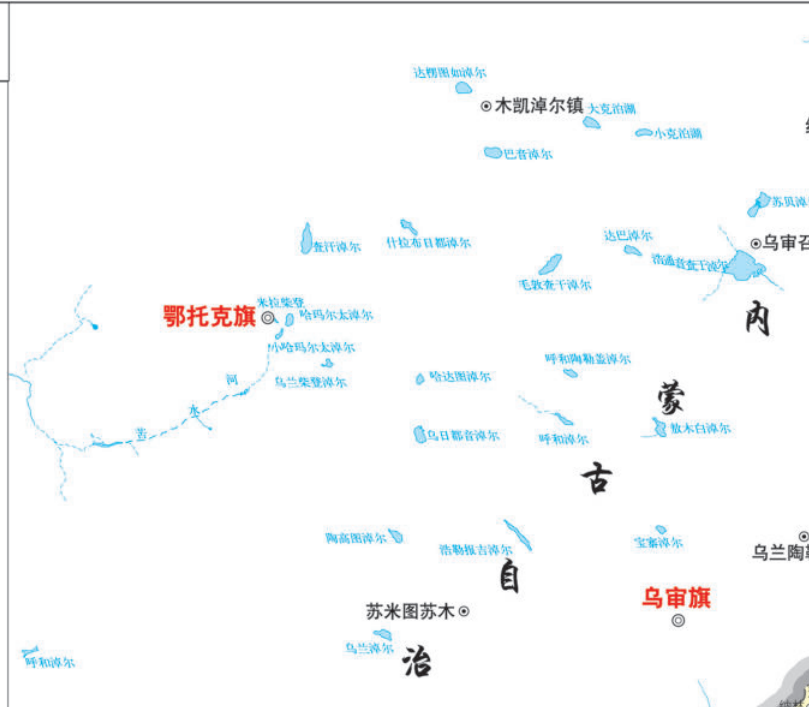 达楞图如淖尔
木凯淖尔镇
大克泊湖
小克泊湖
巴音淖尔
苏贝淖
查汗淖尔
什拉布日都淖尔
达巴淖尔
乌审召
浩通音查干淖尔
毛敦查干淖尔
米拉柴登
鄂托克旗
哈玛尔太淖尔
内
小哈玛尔太淖尔
呼和陶勒盖淖尔
乌兰柴登淖尔
哈达图淖尔
河
蒙
水
苦
乌日都音淖尔
呼和淖尔
敖木白淖尔
古
陶高图淖尔
浩勒报吉淖尔
宝寨淖尔
乌兰陶
自
乌审旗
苏米图苏木
乌兰淖尔
治
呼和淖尔